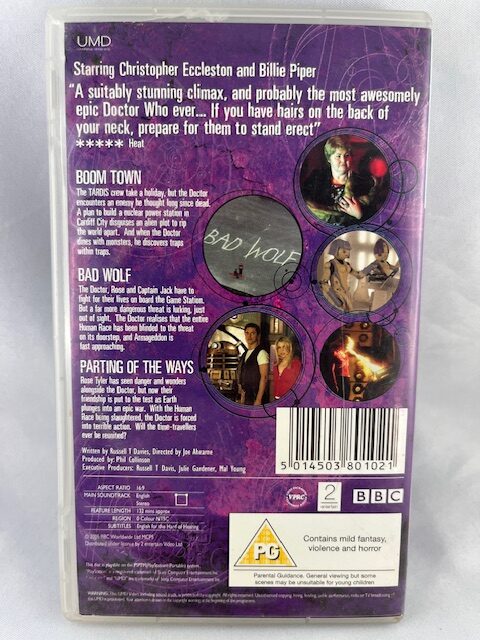 UMD
Starring Christopher Eccleston and Billie Piper
"A suitably stunning climax, and probably the most awesomely
epic Doctor Who ever.... If you have hairs on the back of
your neck, prepare for them to stand erect"
***** Heat
BOOM TOWN
The TARDIS crew take a holiday, but the Doctor
encounters an enemy he thought long since dead.
A plan to build a nuclear power station in
Cardiff City disguises an alien plot to rip
the world apart. And when the Doctor
dines with monsters, he discovers traps
within traps.
BAD WOLF
BAD WOLF
The Doctor, Rose and Captain Jack have to
fight for their lives on board the Game Station.
But a far more dangerous threat is lurking, just
out of sight. The Doctor realises that the entire
Human Race has been blinded to the threat
on its doorstep, and Armageddon is
fast approaching.
PARTING OF THE WAYS
Rose Tyler has seen danger and wonders
alongside the Doctor, but now their
friendship is put to the test as Earth
plunges into an epic war. With the Human
Race being slaughtered, the Doctor is forced
into terrible action. Will the time-travellers
ever be reunited?
Written by Russell T Davies, Directed by Joe Ahearne
Produced by: Phil Collinson
Executive Producers: Russell T Davies, Julie Gardener, Mal Young
5 014503 801021
ASPECT RATIO 16:9
MAIN SOUNDTRACK English
Stereo
FEATURE LENGTH 132 mins approx
REGION 0 Colour NTSC
SUBTITLES English for the Hard of Hearing
VPRC
2 entertain
BBC
Distributed under licence by 2 entertain Video Ltd
PG
Contains mild fantasy,
violence and horror
Parental Guidance. General viewing but some
scenes may be unsuitable for young children